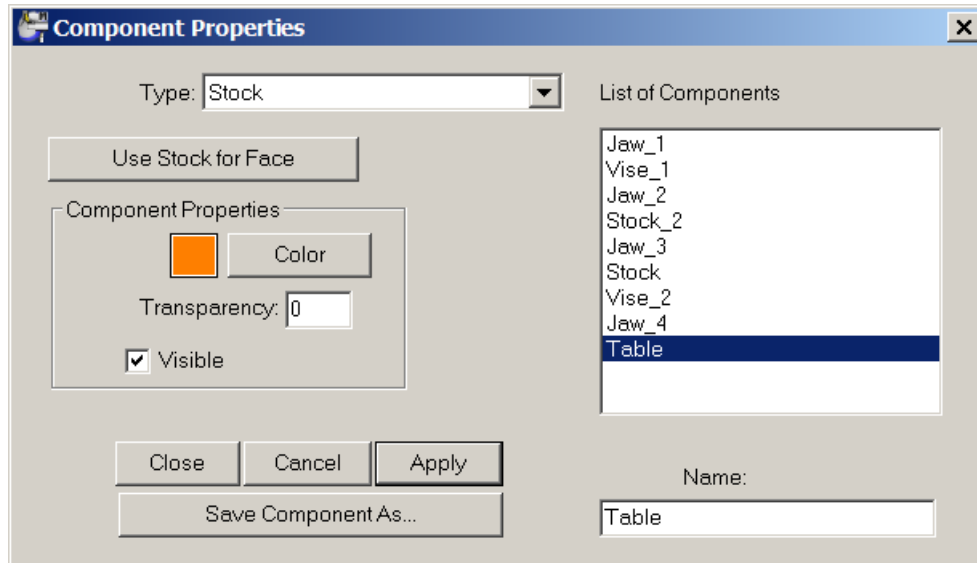 Component Properties
Type: Stock
List of Components
Use Stock for Face
Component Properties
Color
Transparency: 0
Visible
Jaw_1
Vise_1
Jaw_2
Stock_2
Jaw_3
Stock
Vise_2
Jaw_4
Table
Close Cancel Apply
Save Component As...
Name:
Table